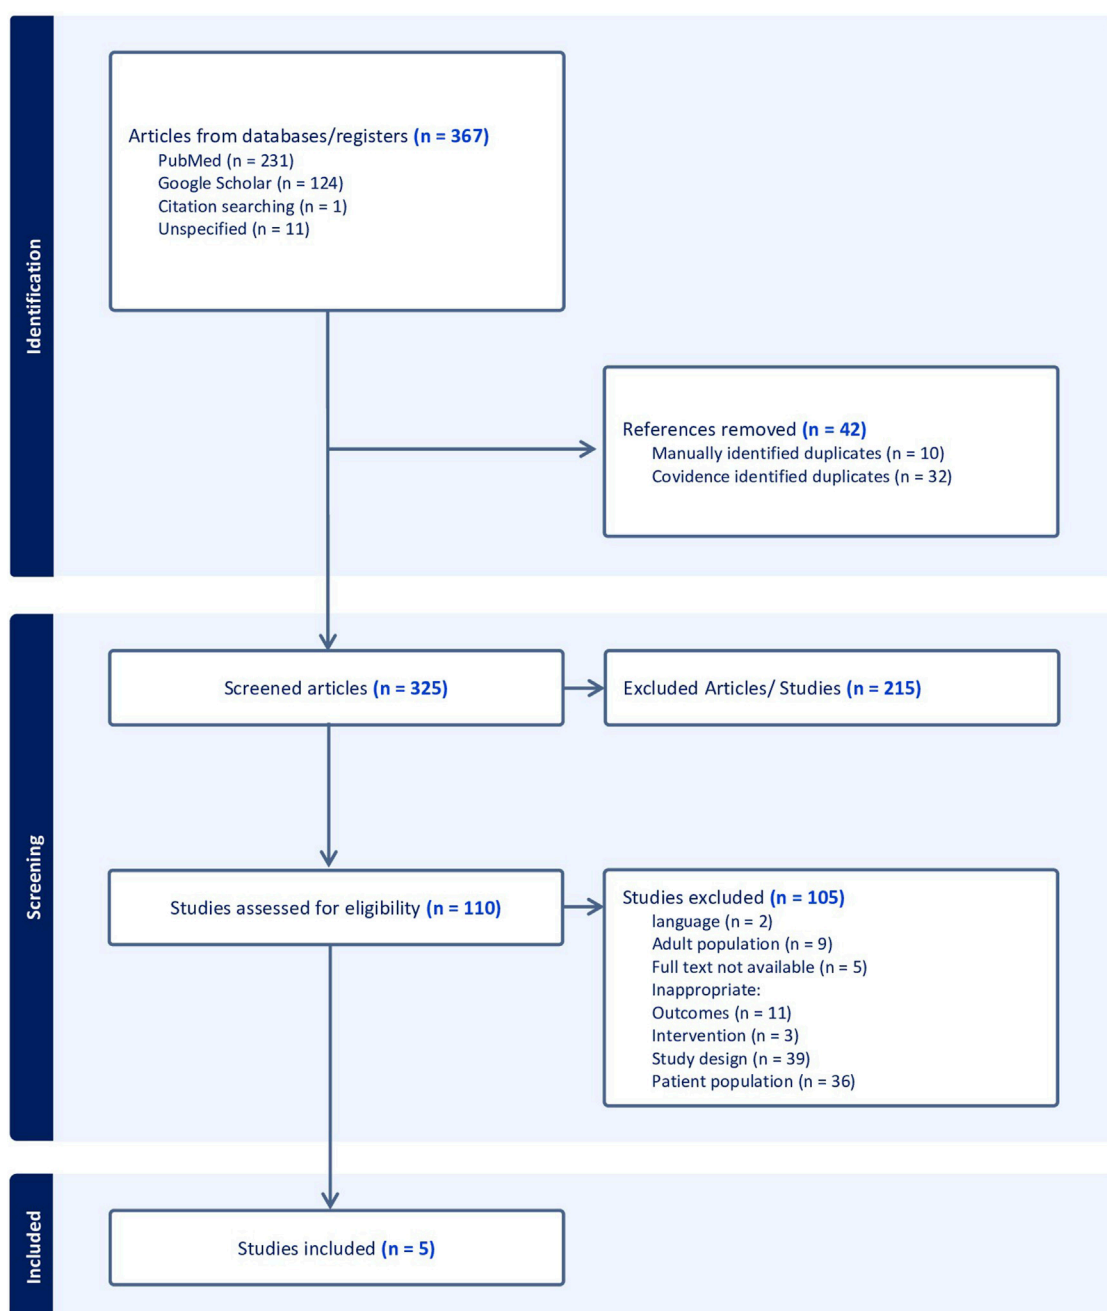 Identification
Articles from databases/registers (n = 367)
PubMed (n = 231)
Google Scholar (n = 124)
Citation searching (n = 1)
Unspecified (n = 11)
References removed (n = 42)
Manually identified duplicates (n = 10)
Covidence identified duplicates (n = 32)
Screening
Screened articles (n = 325)
Excluded Articles/ Studies (n = 215)
Studies assessed for eligibility (n = 110)
Studies excluded (n = 105)
language (n = 2)
Adult population (n = 9)
Full text not available (n = 5)
Inappropriate:
Outcomes (n = 11)
Intervention (n = 3)
Study design (n = 39)
Patient population (n = 36)
Included
Studies included (n = 5)